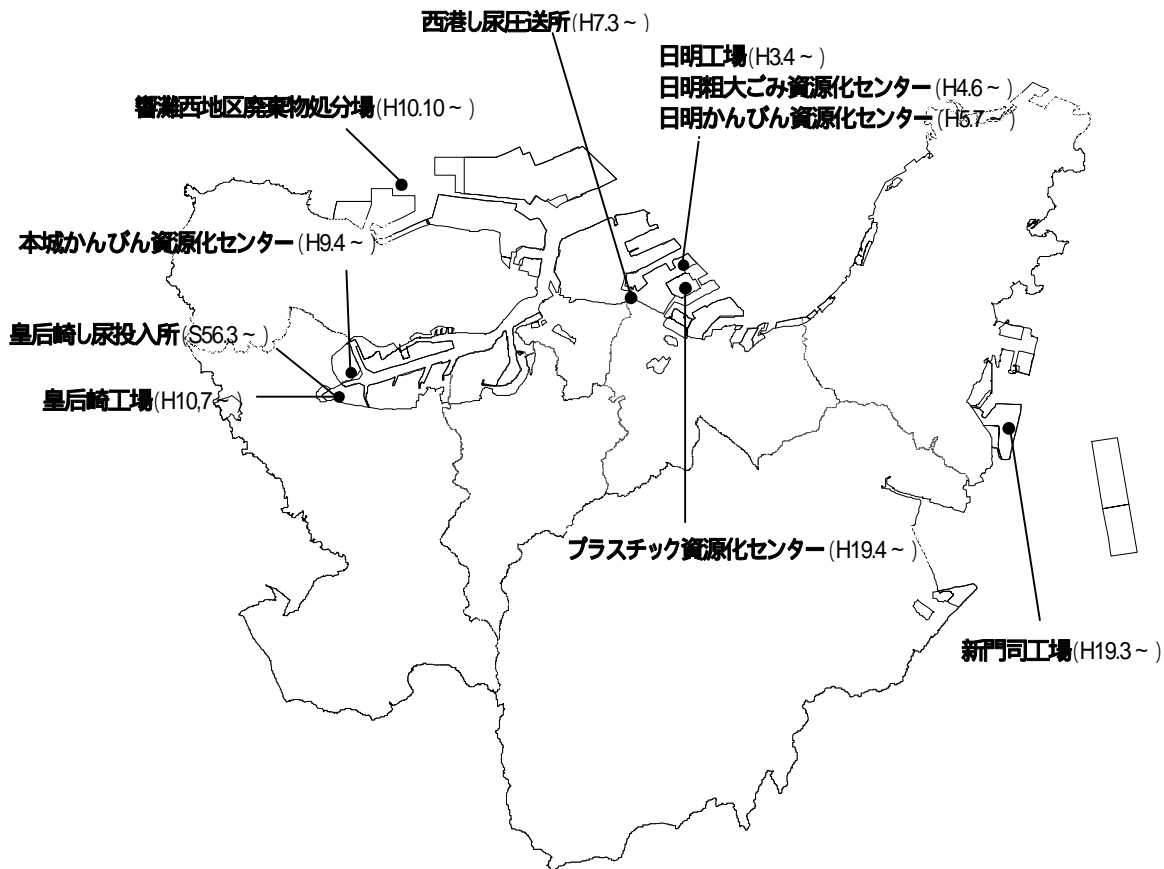 西港し尿圧送所(H7.3~ )
日明工場(H3.4~ )
日明粗大ごみ資源化センター(H4.6~ )
日明かんびん資源化センター(H5.7~ )
響灘西地区廃棄物処分場(H10.10~ )
本城かんびん資源化センター(H9.4~ )
皇后崎し尿投入所(S56.3~ )
皇后崎工場(H10,7~ )
プラスチック資源化センター(H19.4~ )
新門司工場(H19.3~ )